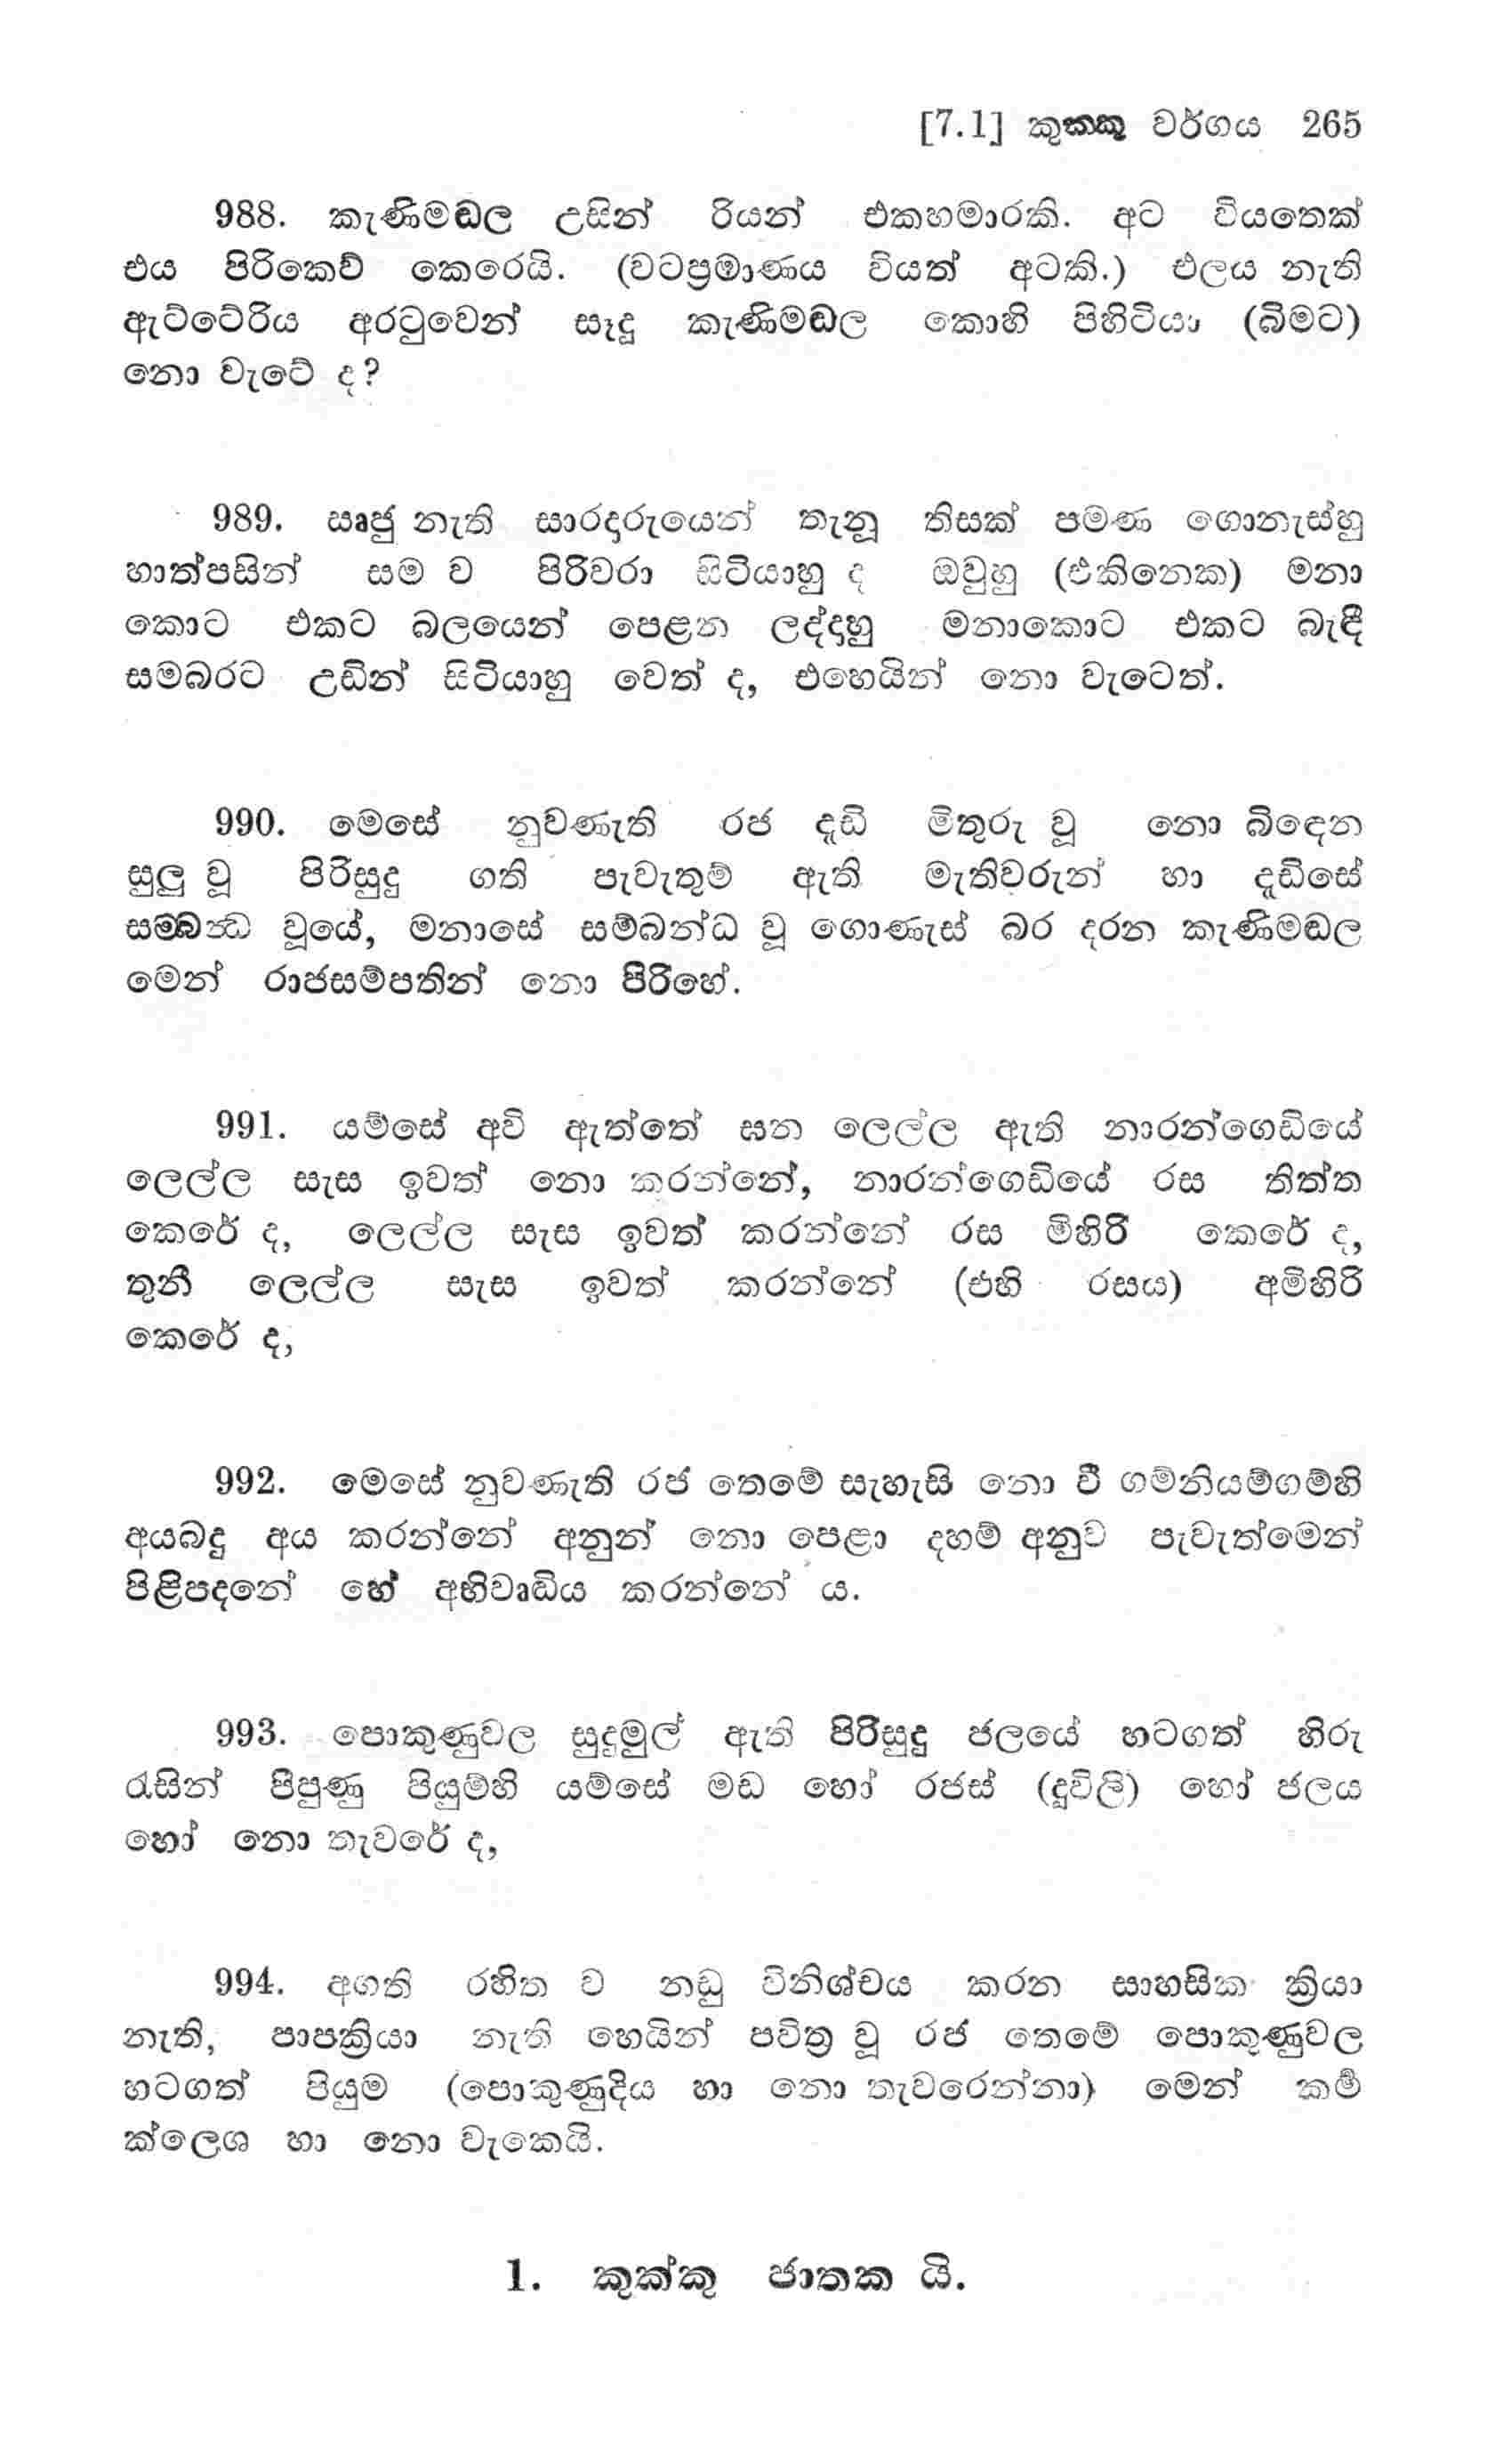 [7.1] කුක්කු වර්ගය 265
988. කැණිමඬල උසින් රියන් එකහමාරකි. අට වියතෙක්
එය පිරිකෙව් කෙරෙයි. (වටප්‍රමාණය වියත් අටකි.) එලය නැති
ඇට්ටේරිය අරටුවෙන් සෑදූ කැණිමඬල කොහි පිහිටියා (බිමට)
නො වැටේ ද?
989. සෘජු නැති සාරදරුයෙන් තැනූ තිසක් පමණ ගොනැස්හු
හාත්පසින් සම ව පිරිවරා සිටියාහු ද ඔවුහු (එකිනෙක) මනා
කොට එකට බලයෙන් පෙළන ලද්දහු මනාකොට එකට බැඳී
සමබරට උඩින් සිටියාහු වෙත් ද, එහෙයින් නො වැටෙත්.
990. මෙසේ නුවණැති රජ දැඩි මිතුරු වූ නො බිඳෙන
සුලු වූ පිරිසුදු ගති පැවැතුම් ඇති මැතිවරුන් හා දැඩිසේ
සම්බන්‍ධ වූයේ, මනාසේ සම්බන්ධ වූ ගොණැස් බර දරන කැණිමඬල
මෙන් රාජසම්පතින් නො පිරිහේ.
991. යම්සේ අවි ඇත්තේ ඝන ලෙල්ල ඇති නාරන්ගෙඩියේ
ලෙල්ල සැස ඉවත් නො කරන්නේ, නාරන්ගෙඩියේ රස තිත්ත
කෙරේ ද, ලෙල්ල සැස ඉවත් කරන්නේ රස මිහිරි කෙරේ ද,
තුනී ලෙල්ල සැස ඉවත් කරන්නේ (එහි රසය) අමිහිරි
කෙරේ ද,
992. මෙසේ නුවණැති රජ තෙමේ සැහැසි නො වී ගම්නියම්ගම්හි
අයබදු අය කරන්නේ අනුන් නො පෙළා දහම් අනුව පැවැත්මෙන්
පිළිපදනේ හේ අභිවෘද්‍ධිය කරන්නේ ය.
993. පොකුණුවල සුදුමුල් ඇති පිරිසුදු ජලයේ හටගත් හිරු
රැසින් පිපුණු පියුම්හි යම්සේ මඩ හෝ රජස් (දූවිලි) හෝ ජලය
හෝ නො තැවරේ ද,
994. අගති රහිත ව නඩු විනිශ්චය කරන සාහසික ක්‍රියා
නැති, පාපක්‍රියා නැති හෙයින් පවිත්‍ර වූ රජ තෙමේ පොකුණුවල
හටගත් පියුම (පොකුණුදිය හා නො තැවරෙන්නා) මෙන් කර්‍ම
ක්ලෙශ හා නො වැකෙයි.
1. කුක්කු ජාතක යි.